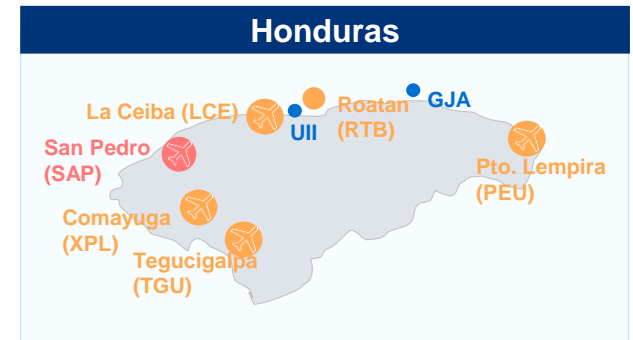 Honduras
La Ceiba (LCE)
Roatan
(RTB)
GJA
UII
San Pedro
(SAP)
Pto. Lempira
(PEU)
Comayuga
(XPL)
Tegucigalpa
(TGU)